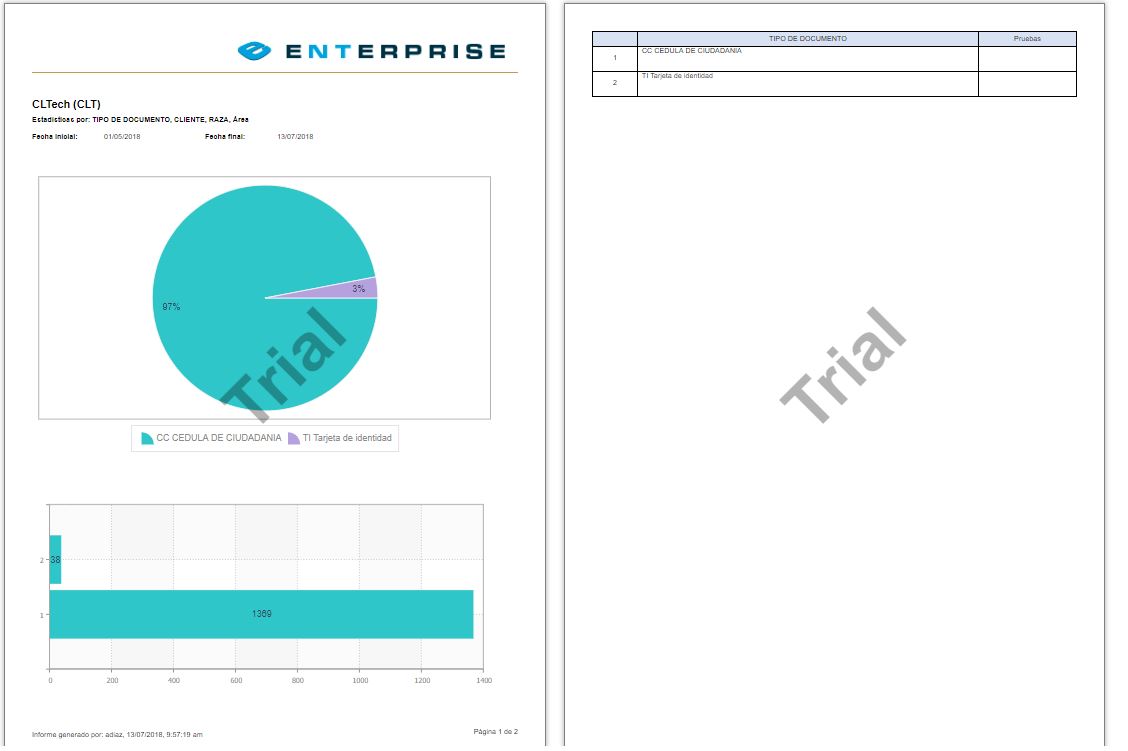 ENTERPRISE
CLTech (CLT)
Estadísticas por: TIPO DE DOCUMENTO, CLIENTE, RAZA, Área
Fecha inicial: 01/05/2018 Fecha final: 13/07/2018
3%
97%
Trial
CC CEDULA DE CIUDADANIA TI Tarjeta de identidad
2 38
1 1369
0 200 400 600 800 1000 1200 1400
Informe generado por: adiaz, 13/07/2018, 9:57:19 am
Página 1 de 2
TIPO DE DOCUMENTO Pruebas
1 CC CEDULA DE CIUDADANIA
2 TI Tarjeta de identidad
Trial